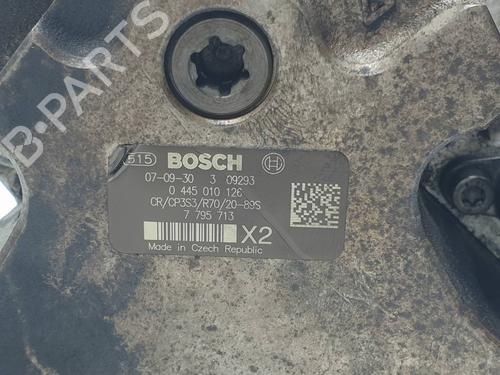 B-PARTS
515 BOSCH
07-09-30 3 09293
0 445 010 126
CR/CP3S3/R70/20-89S
7 795 713
X2
Made in Czech Republic